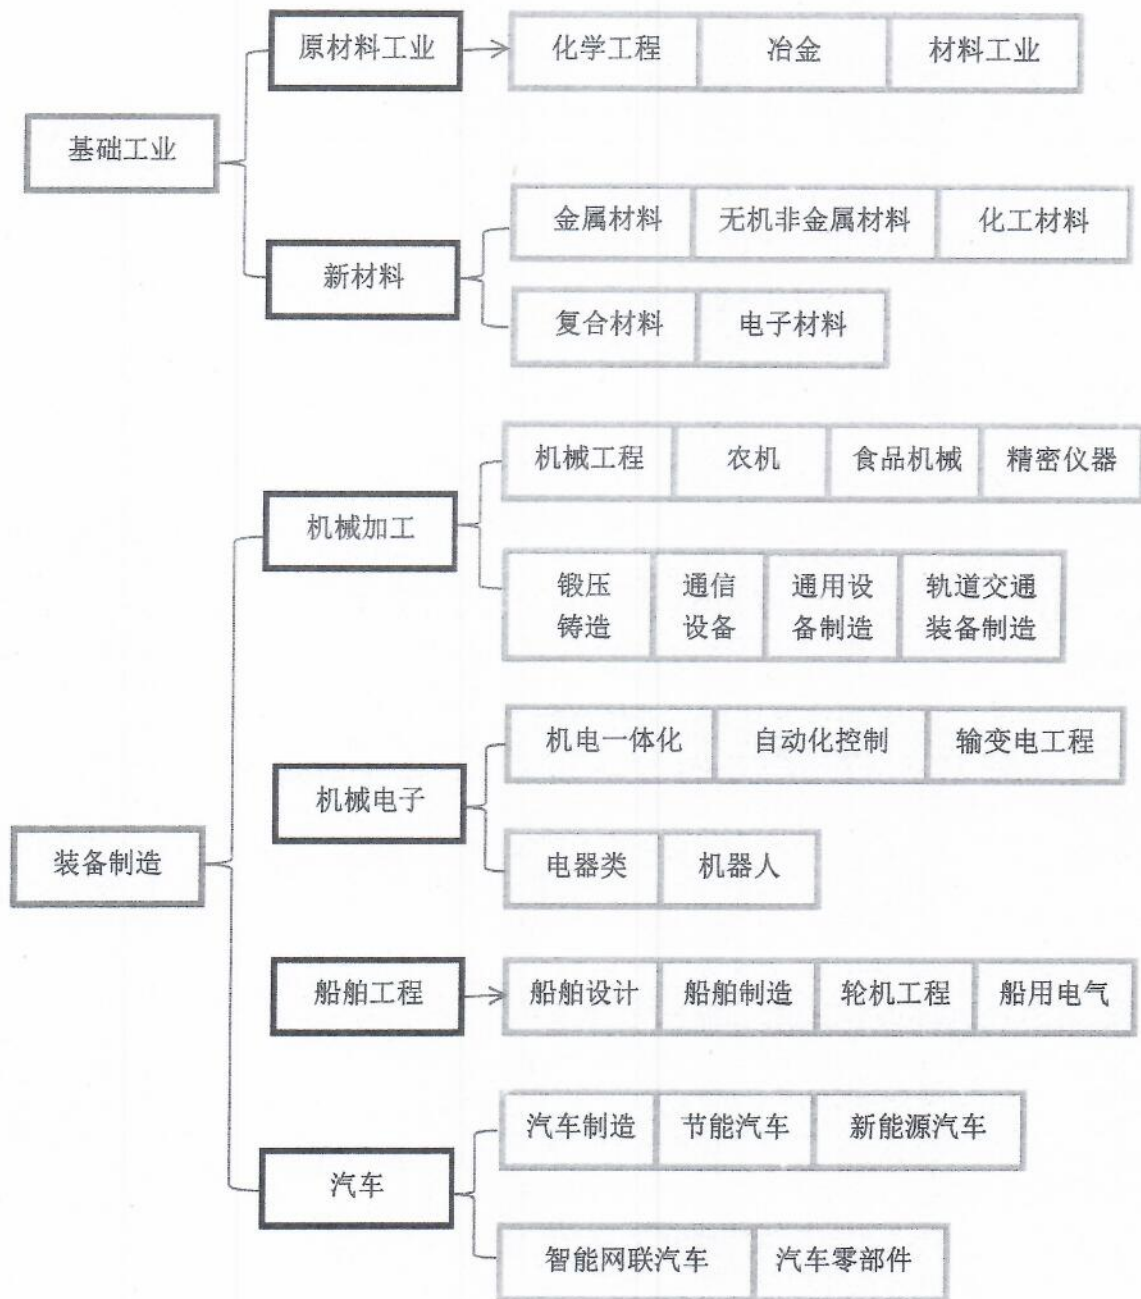 原材料工业 化学工程 冶金 材料工业
基础工业
金属材料 无机非金属材料 化工材料
新材料
复合材料 电子材料
机械工程 农机 食品机械 精密仪器
机械加工
锻压 通信 通用设 轨道交通
铸造 设备 备制造 装备制造
机电一体化 自动化控制 输变电工程
机械电子
装备制造
电器类 机器人
船舶工程 船舶设计 船舶制造 轮机工程 船用电气
汽车制造 节能汽车 新能源汽车
汽车
智能网联汽车 汽车零部件